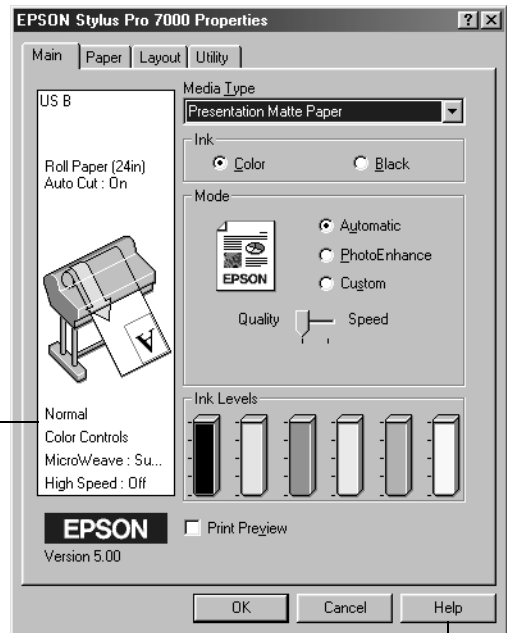 EPSON Stylus Pro 7000 Properties
Main Paper Layout Utility
US B
Roll Paper (24in)
Auto Cut : On
A
Normal
Color Controls
MicroWeave : Su...
High Speed : Off
EPSON
Version 5.00
Media Type
Presentation Matte Paper
Ink
Color Black
Mode
EPSON
Automatic
PhotoEnhance
Custom
Quality Speed
Ink Levels
Print Preview
OK Cancel Help